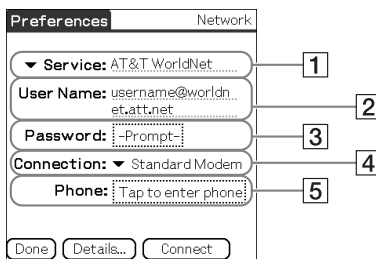 Preferences Network
▼ Service: AT&T WorldNet 1
User Name: username@worldn
et.att.net 2
Password: -Prompt- 3
Connection: ▼ Standard Modem 4
Phone: Tap to enter phone 5
Done Details... Connect